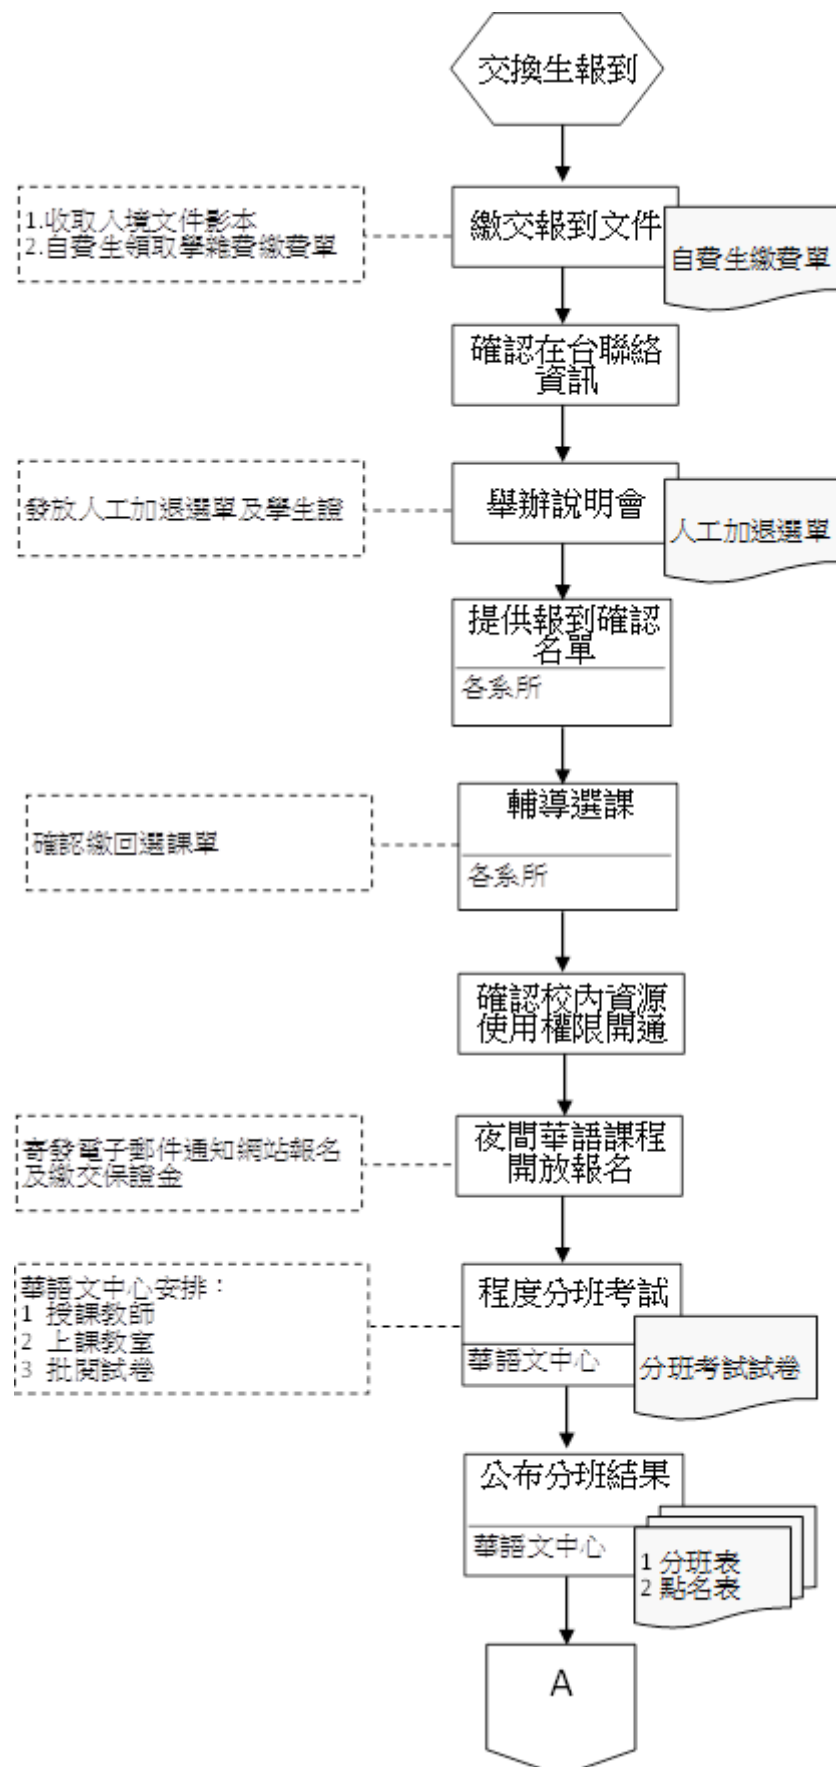 交換生報到
1.收取入境文件影本
2.自費生領取學雜費繳費單
繳交報到文件
自費生繳費單
確認在台聯絡
資訊
發放人工加退選單及學生證
舉辦說明會
人工加退選單
提供報到確認
名單
各系所
確認繳回選課單
輔導選課
各系所
確認校內資源
使用權限開通
寄發電子郵件通知網站報名
及繳交保證金
夜間華語課程
開放報名
華語文中心安排：
1 授課教師
2 上課教室
3 批閱試卷
程度分班考試
華語文中心
分班考試試卷
公布分班結果
華語文中心
1 分班表
2 點名表
A